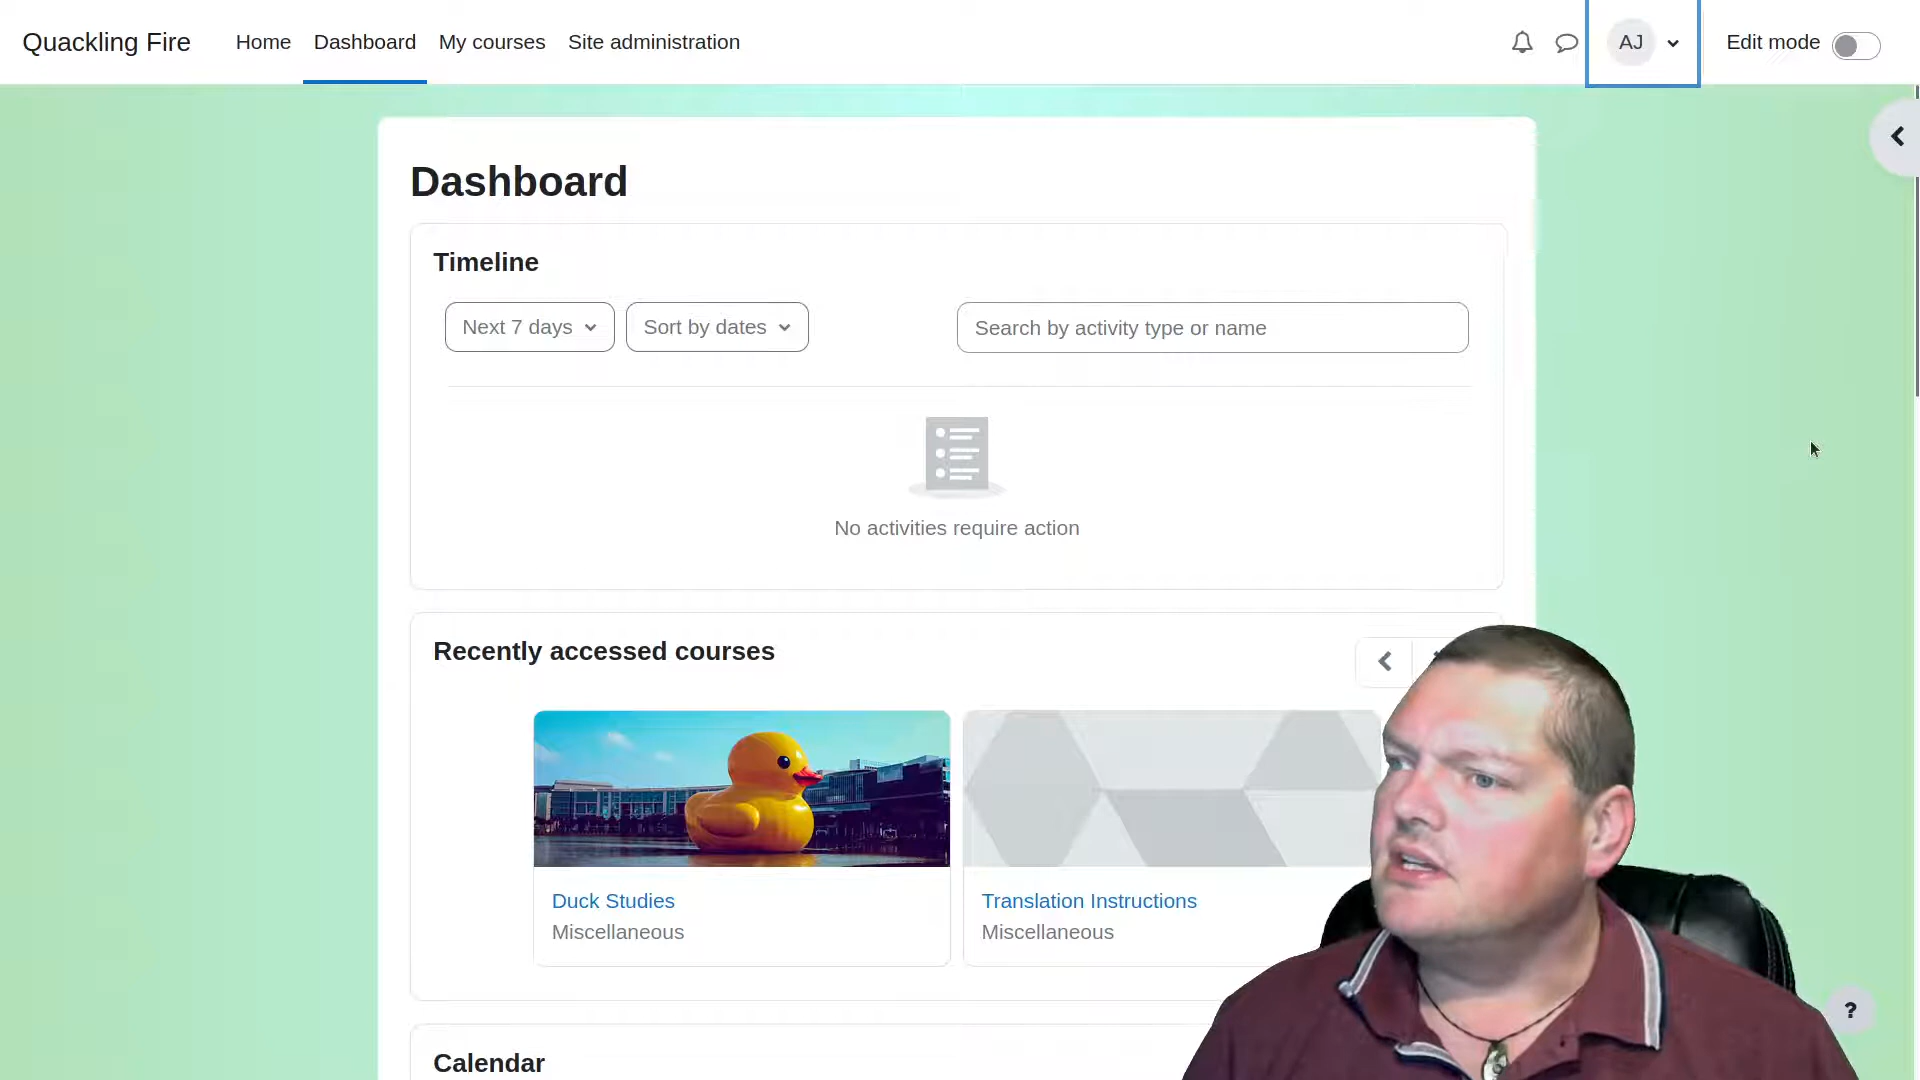 Quackling Fire
Home
Dashboard
My courses
Site administration
AJ
Edit mode
Dashboard
Timeline
Next 7 days
Sort by dates
Search by activity type or name
No activities require action
Recently accessed courses
Duck Studies
Miscellaneous
Translation Instructions
Miscellaneous
?
Calendar